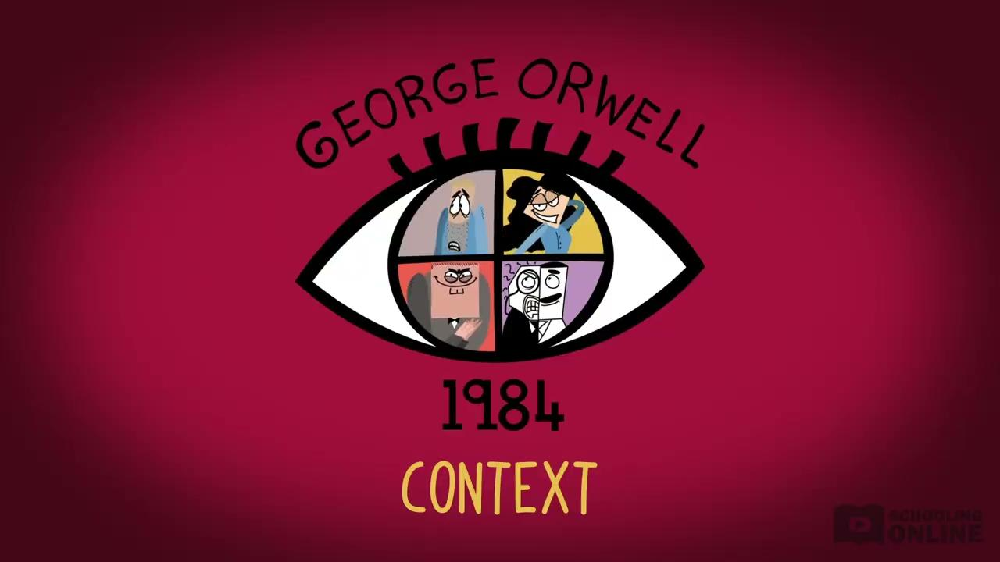 GEORGE ORWELL
1984
CONTEXT
SCHOOLING
ONLINE